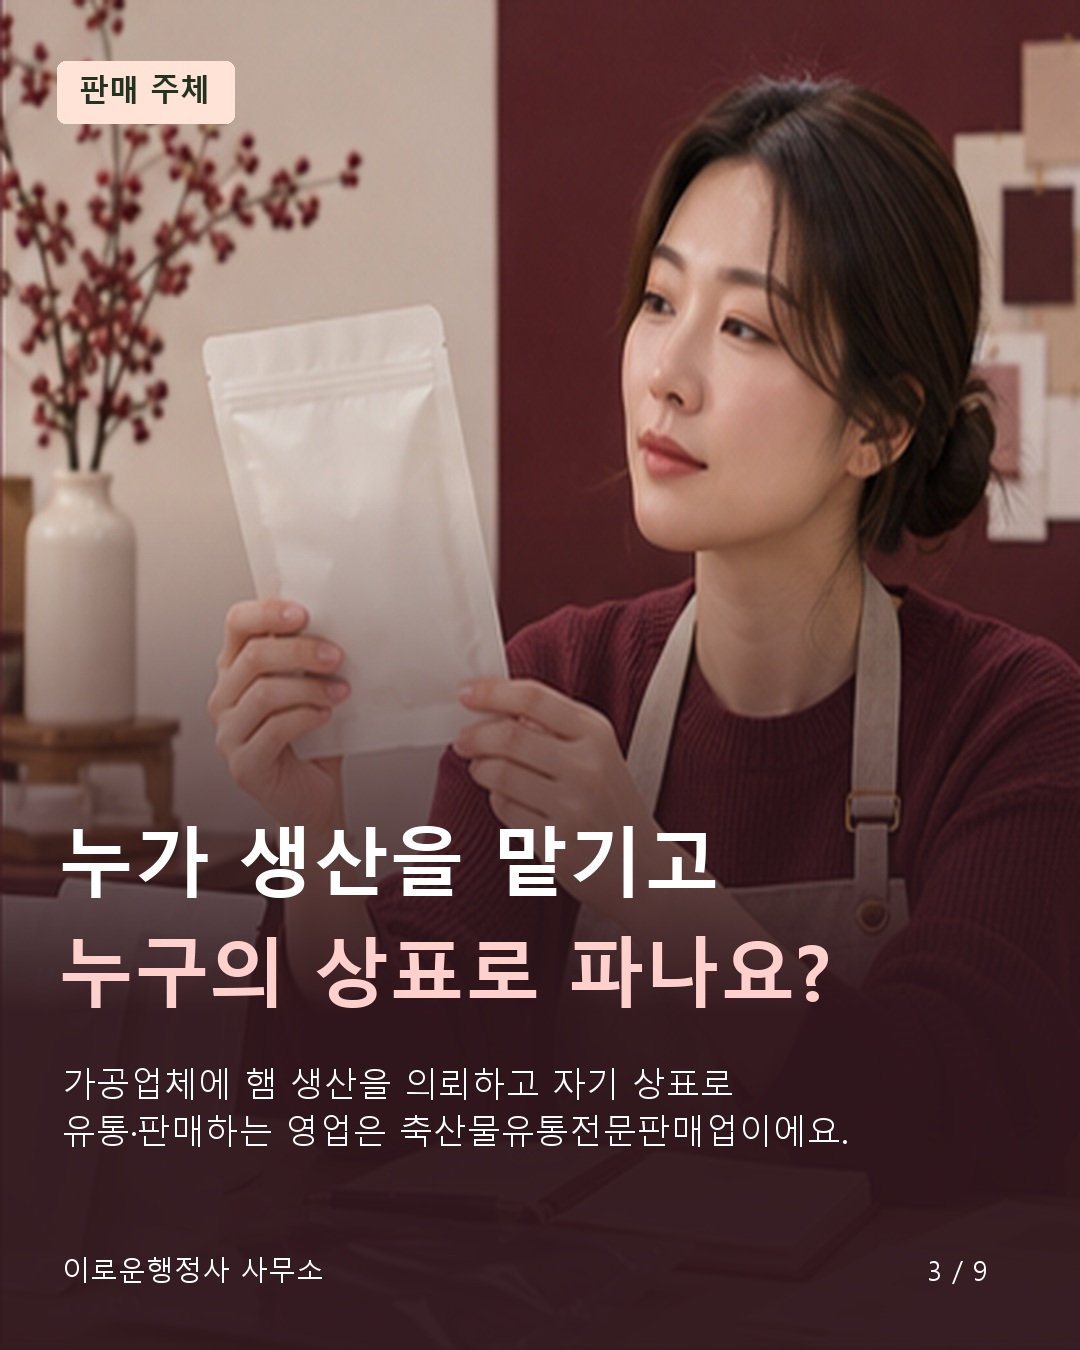 판매 주체
누가 생산을 맡기고
누구의 상표로 파나요?
가공업체에 햄 생산을 의뢰하고 자기 상표로
유통·판매하는 영업은 축산물유통전문판매업이에요.
이로운행정사 사무소
3 / 9